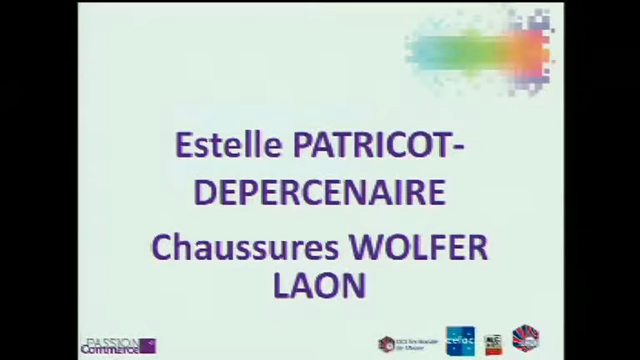 Estelle PATRICOT-
DEPERCENAIRE
Chaussures WOLFER
LAON
PASSION
Commerce